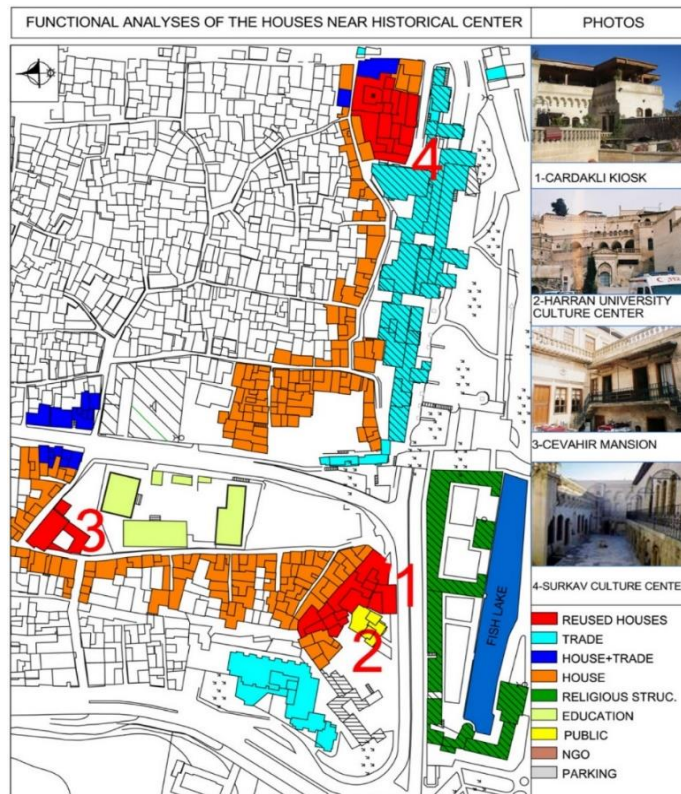 FUNCTIONAL ANALYSES OF THE HOUSES NEAR HISTORICAL CENTER
PHOTOS
4
3
1
2
FISH LAKE
1-CARDAKLI KIOSK
2-HARRAN UNIVERSITY
CULTURE CENTER
3-CEVAHIR MANSION
4-SURKAV CULTURE CENTE
REUSED HOUSES
TRADE
HOUSE+TRADE
HOUSE
RELIGIOUS STRUC.
EDUCATION
PUBLIC
NGO
PARKING